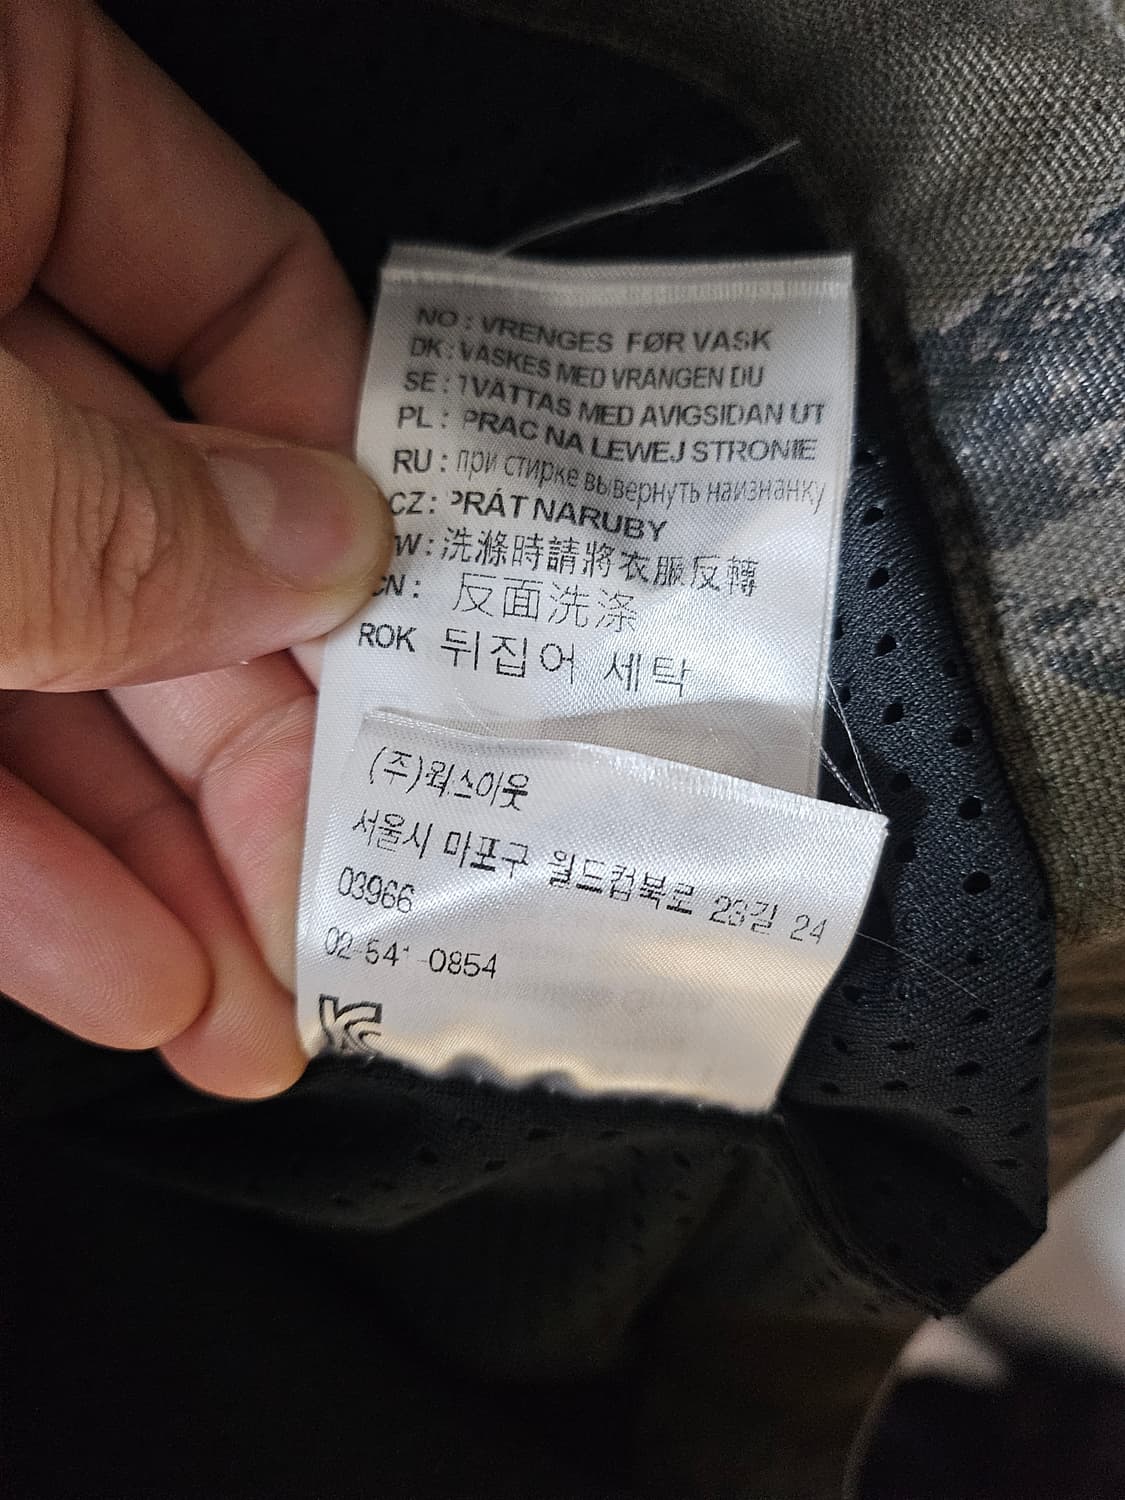 NO : VRENGES FØR VASK
DK : VASKES MED VRANGEN DU
SE : TVÄTTAS MED AVIGSIDAN UT
PL : PRAC NA LEWEJ STRONIE
RU : при стирке вывернуть наизнанку
CZ : PRÁT NARUBY
W : 洗滌時請將衣服反轉
CN : 反面洗涤
ROK 뒤집어 세탁
(주)웍스아웃
서울시 마포구 월드컵북로 23길 24
03966
02-541-0854